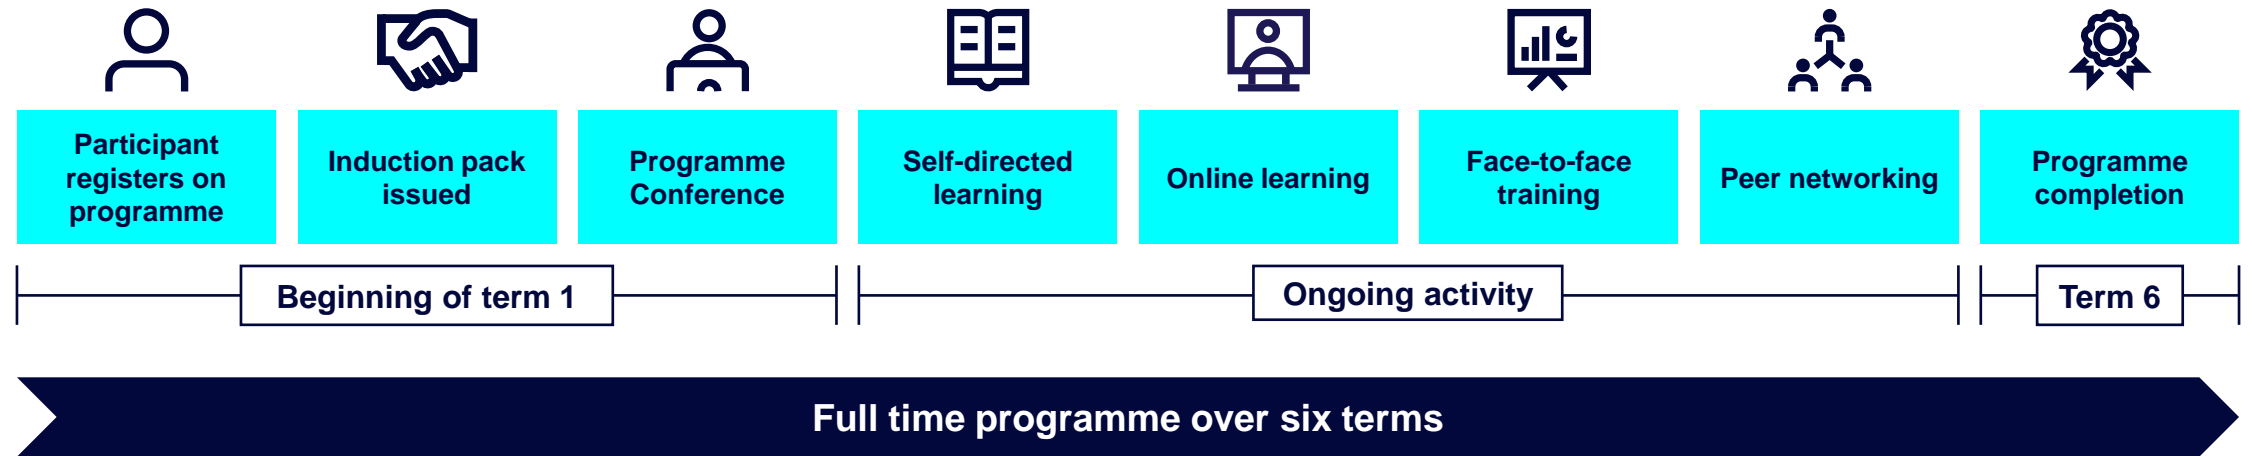 Participant
registers on
programme
Induction pack
issued
Programme
Conference
Self-directed
learning
Online learning
Face-to-face
training
Peer networking
Programme
completion
Beginning of term 1
Ongoing activity
Term 6
Full time programme over six terms